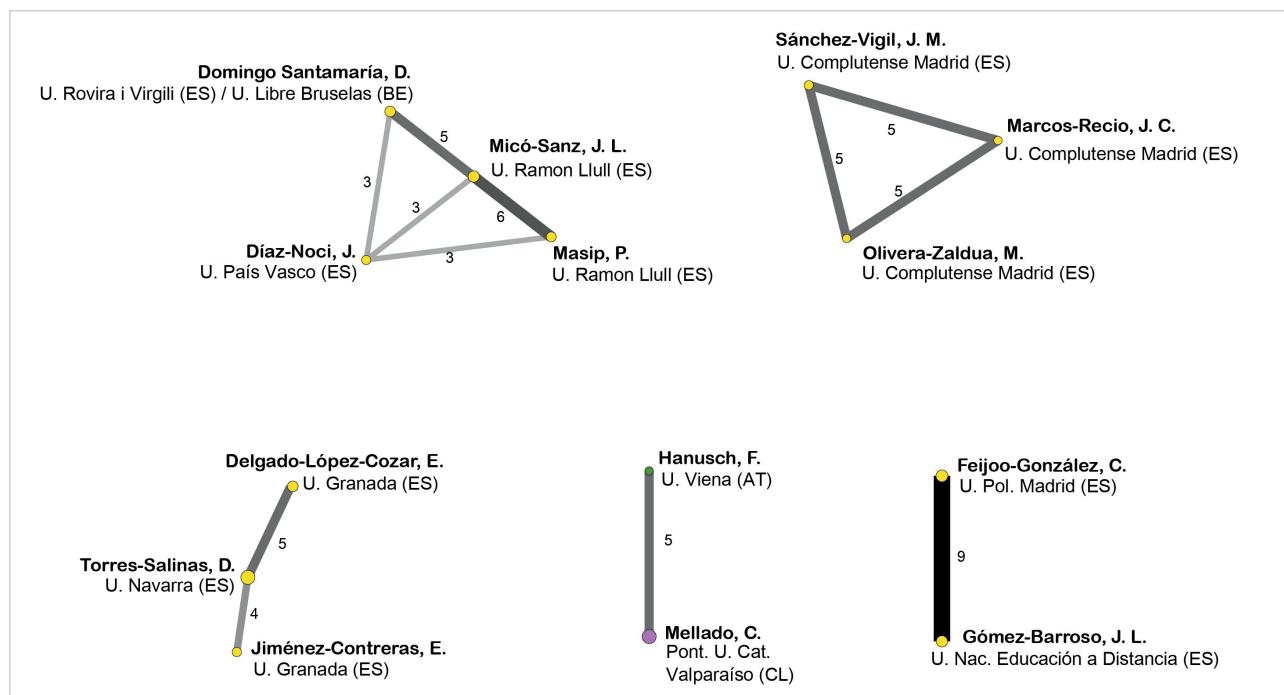 Domingo Santamaría, D.
U. Rovira i Virgili (ES) / U. Libre Bruselas (BE)
5
Micó-Sanz, J. L.
U. Ramon Llull (ES)
3
3
6
Díaz-Noci, J.
U. País Vasco (ES)
3
Masip, P.
U. Ramon Llull (ES)
Sánchez-Vigil, J. M.
U. Complutense Madrid (ES)
5
Marcos-Recio, J. C.
U. Complutense Madrid (ES)
5
5
Olivera-Zaldua, M.
U. Complutense Madrid (ES)
Delgado-López-Cozar, E.
U. Granada (ES)
5
Torres-Salinas, D.
U. Navarra (ES)
4
Jiménez-Contreras, E.
U. Granada (ES)
Hanusch, F.
U. Viena (AT)
5
Mellado, C.
Pont. U. Cat.
Valparaíso (CL)
Feijoo-González, C.
U. Pol. Madrid (ES)
9
Gómez-Barroso, J. L.
U. Nac. Educación a Distancia (ES)